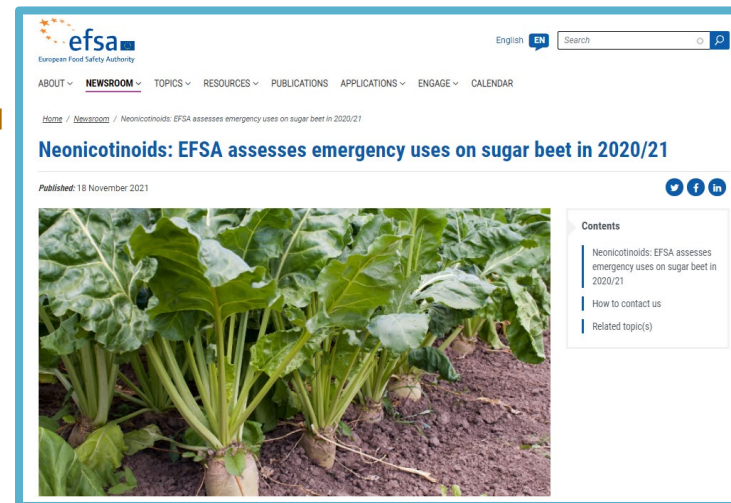 efsa
European Food Safety Authority
English EN Search
ABOUT NEWSROOM TOPICS RESOURCES PUBLICATIONS APPLICATIONS ENGAGE CALENDAR
Home / Newsroom / Neonicotinoids: EFSA assesses emergency uses on sugar beet in 2020/21
Neonicotinoids: EFSA assesses emergency uses on sugar beet in 2020/21
Published: 18 November 2021
Contents
Neonicotinoids: EFSA assesses
emergency uses on sugar beet in
2020/21
How to contact us
Related topic(s)